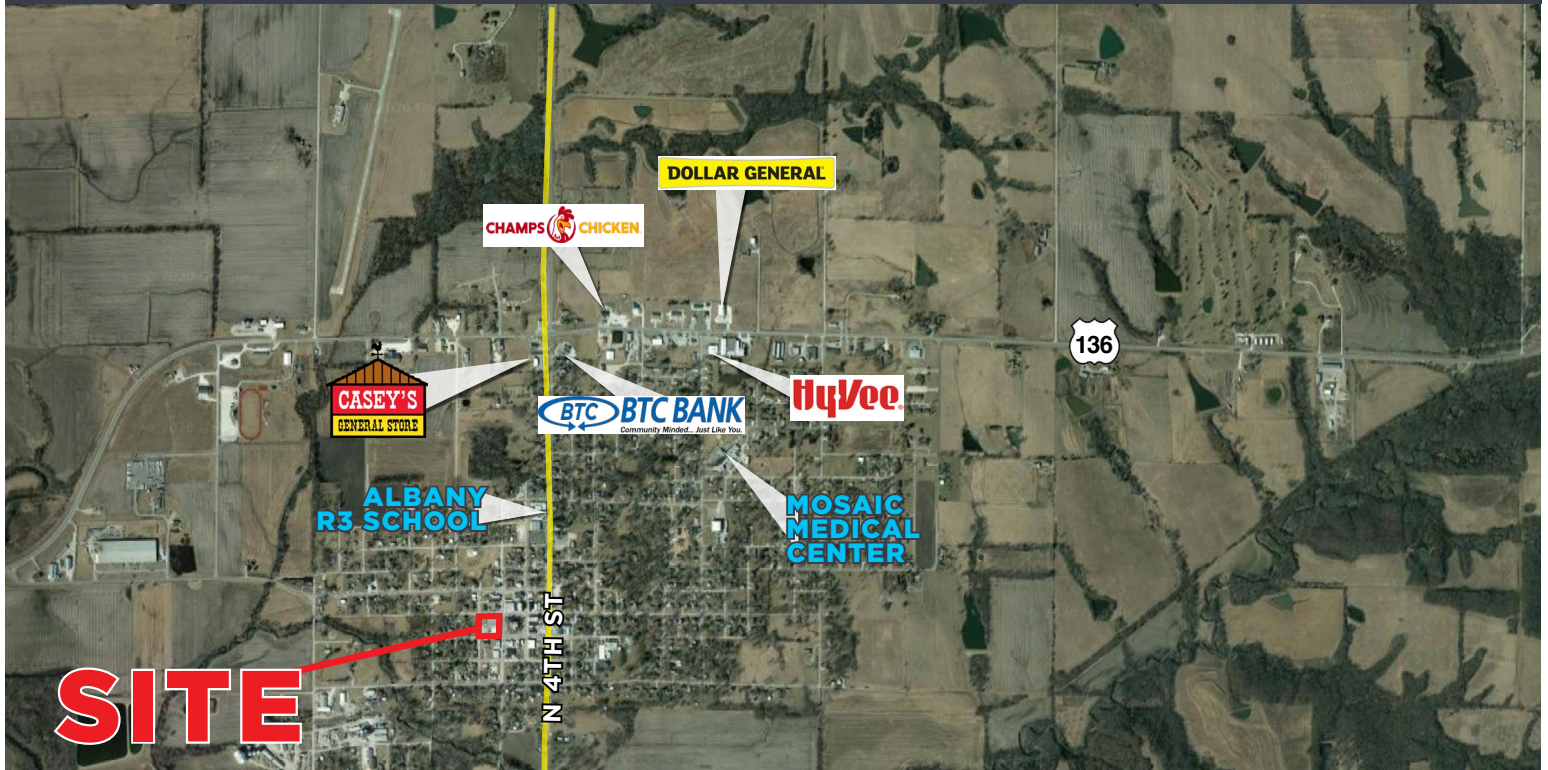 DOLLAR GENERAL
CHAMPS CHICKEN
136
CASEY'S
GENERAL STORE
BTC BTC BANK
Community Minded... Just Like You.
HyVee
ALBANY
R3 SCHOOL
MOSAIC
MEDICAL
CENTER
N 4TH ST
SITE